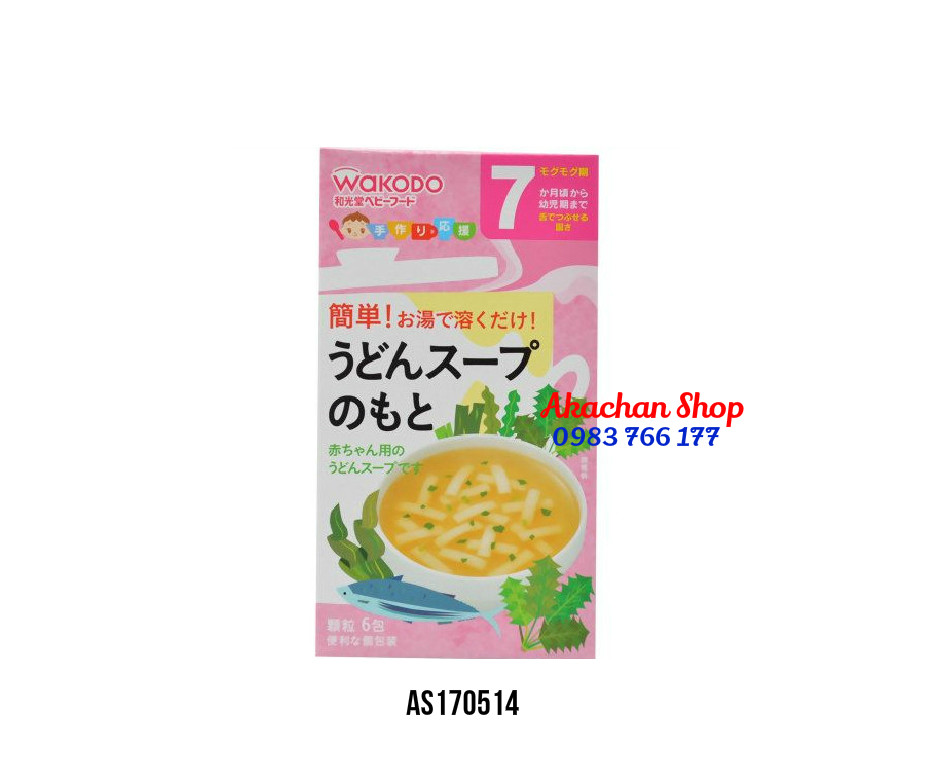 WAKODO
和光堂ベビーフード
手作り応援
7
モグモグ期
か月頃から
幼児期まで
舌でつぶせる
固さ
簡単！お湯で溶くだけ！
うどんスープ
のもと
赤ちゃん用の
うどんスープです
Akachan Shop
0983 766 177
顆粒 6包
便利な個包装
AS170514